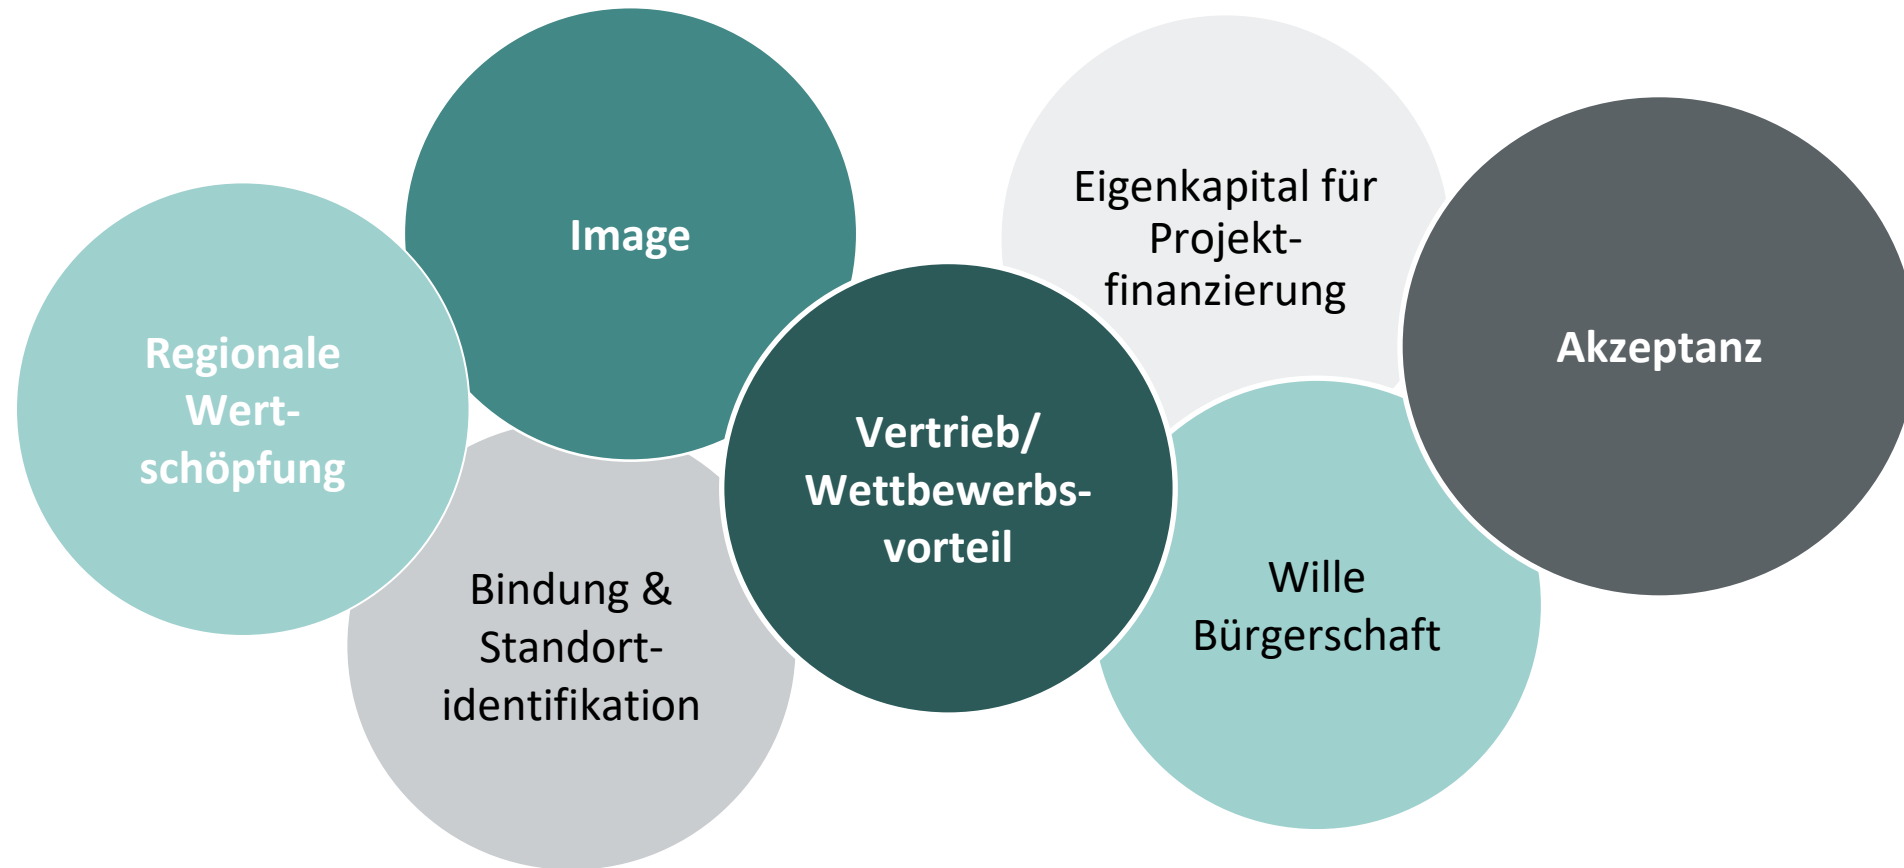 Regionale
Wert-
schöpfung
Image
Bindung &
Standort-
identifikation
Vertrieb/
Wettbewerbs-
vorteil
Eigenkapital für
Projekt-
finanzierung
Wille
Bürgerschaft
Akzeptanz